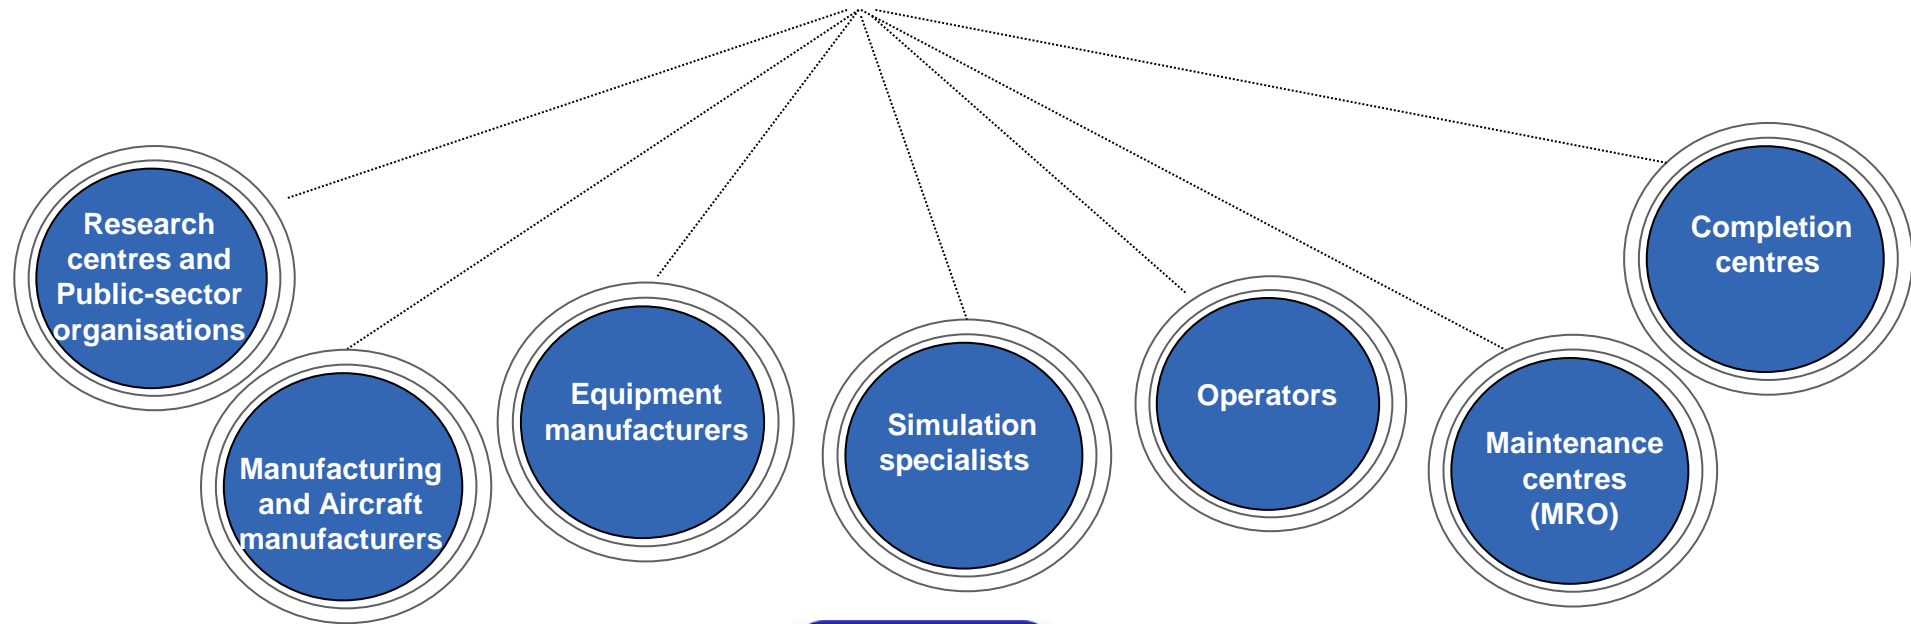 Research
centres and
Public-sector
organisations
Manufacturing
and Aircraft
manufacturers
Equipment
manufacturers
Simulation
specialists
Operators
Maintenance
centres
(MRO)
Completion
centres